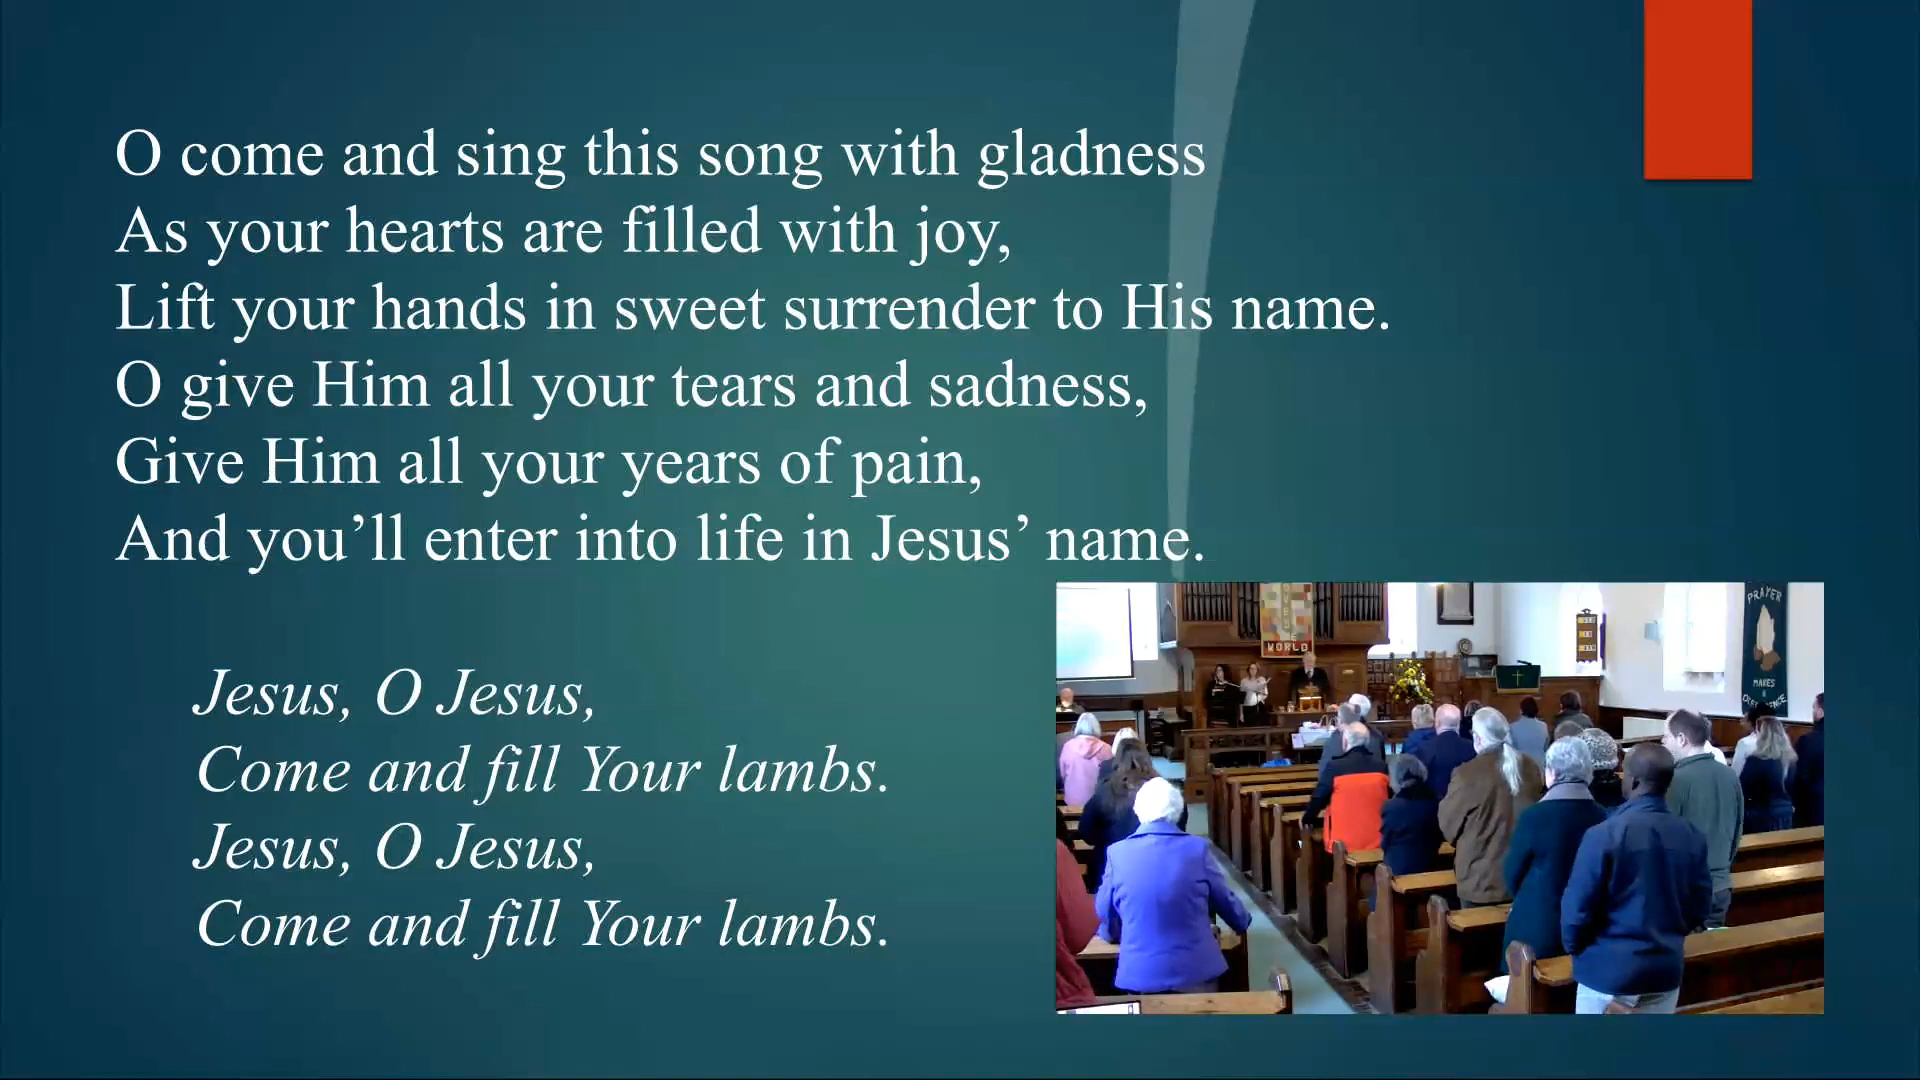 O come and sing this song with gladness
As your hearts are filled with joy,
Lift your hands in sweet surrender to His name.
O give Him all your tears and sadness,
Give Him all your years of pain,
And you’ll enter into life in Jesus’ name.
Jesus, O Jesus,
Come and fill Your lambs.
Jesus, O Jesus,
Come and fill Your lambs.
WORLD
PRAYER
MAKES
A